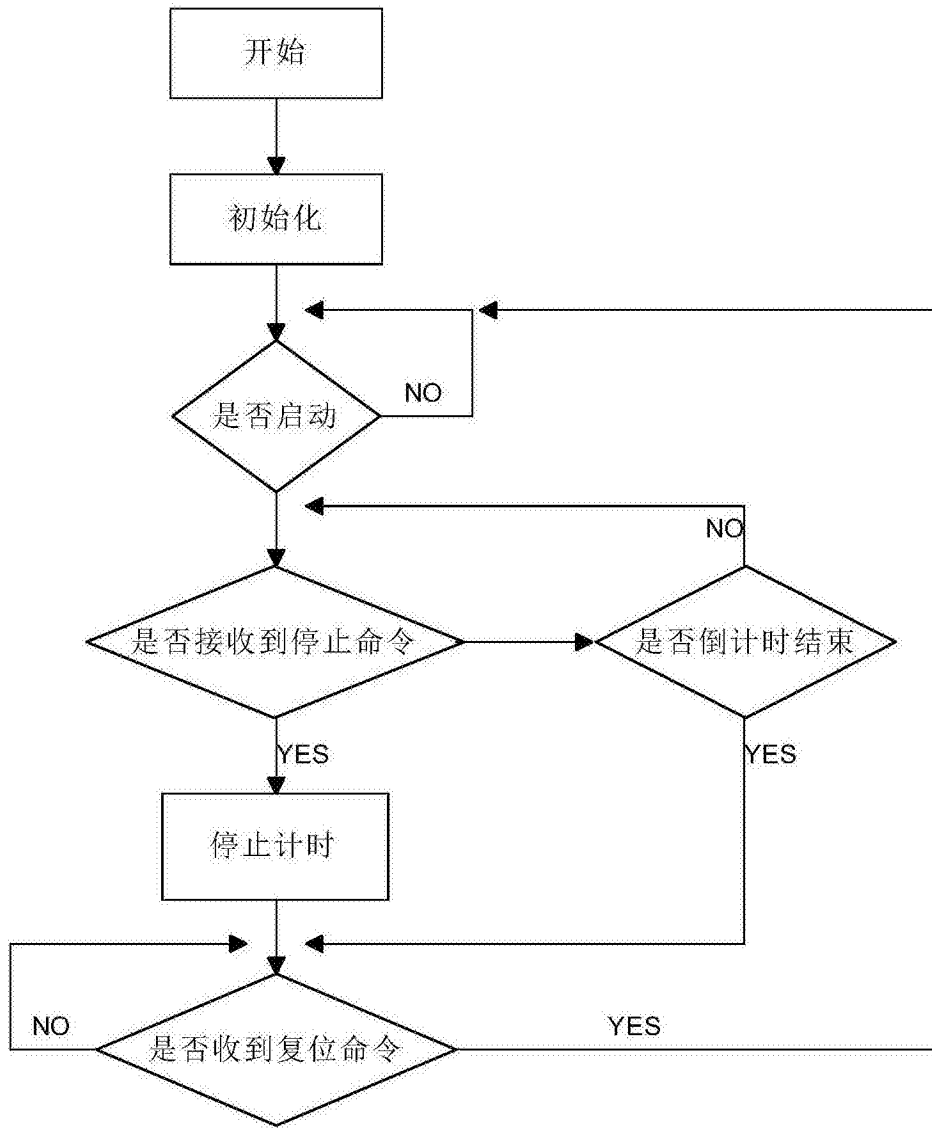 开始
初始化
NO
是否启动
NO
是否接收到停止命令
是否倒计时结束
YES
YES
停止计时
NO
是否收到复位命令
YES